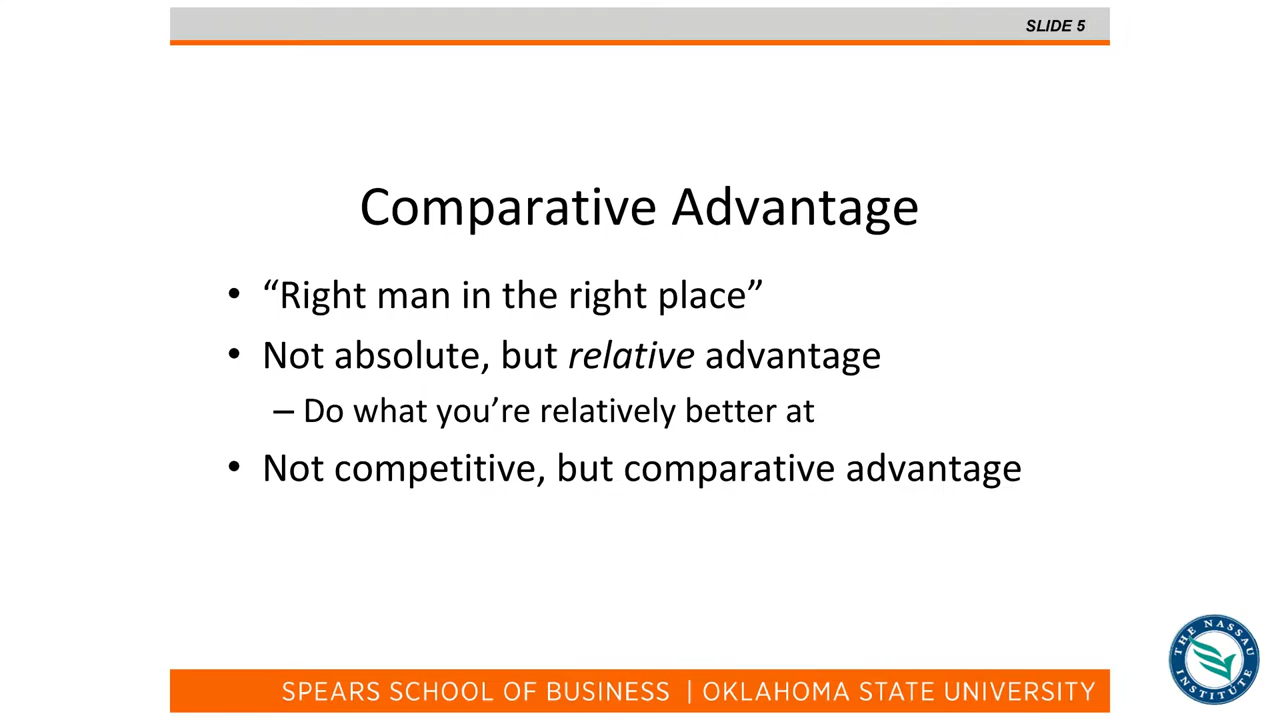 SLIDE 5
Comparative Advantage
• “Right man in the right place”
• Not absolute, but relative advantage
– Do what you’re relatively better at
• Not competitive, but comparative advantage
SPEARS SCHOOL OF BUSINESS | OKLAHOMA STATE UNIVERSITY
THE NASSAU INSTITUTE